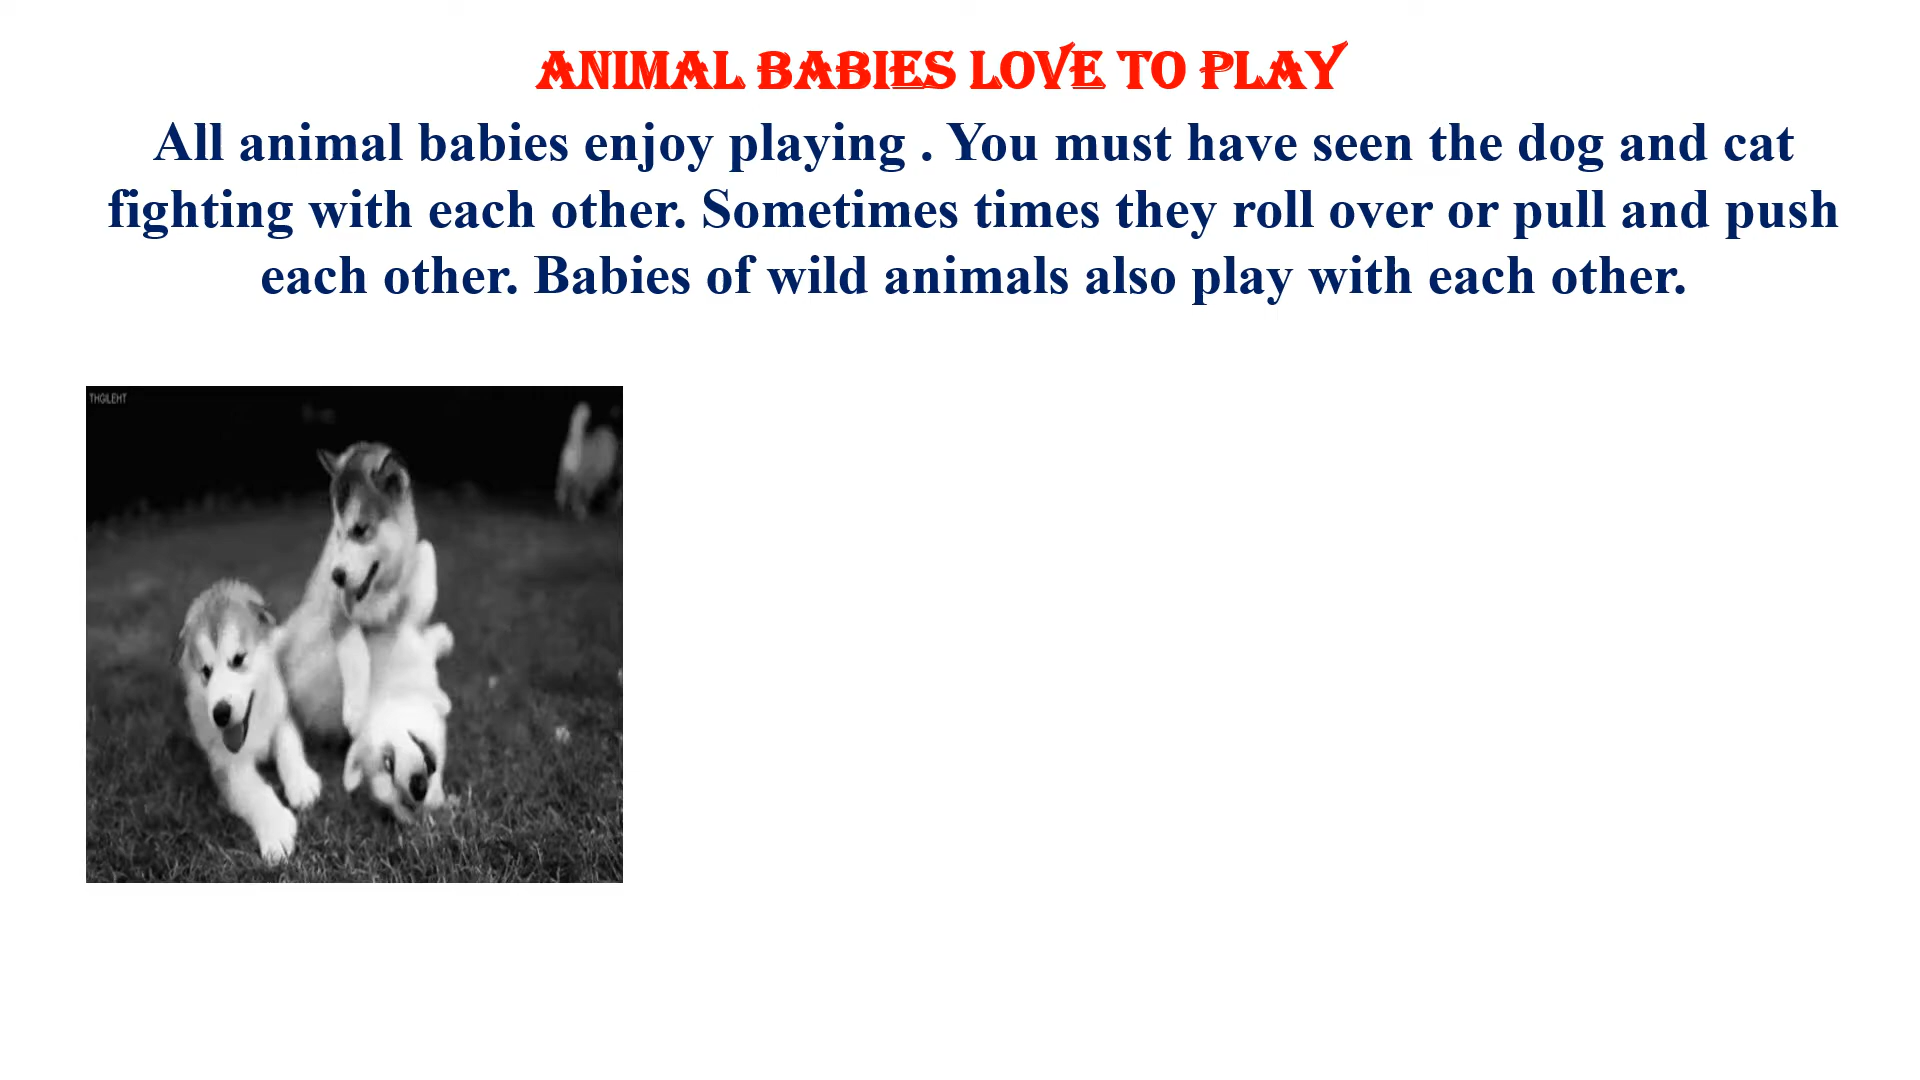 ANIMAL BABIES LOVE TO PLAY
All animal babies enjoy playing . You must have seen the dog and cat
fighting with each other. Sometimes times they roll over or pull and push
each other. Babies of wild animals also play with each other.
THGILEHT